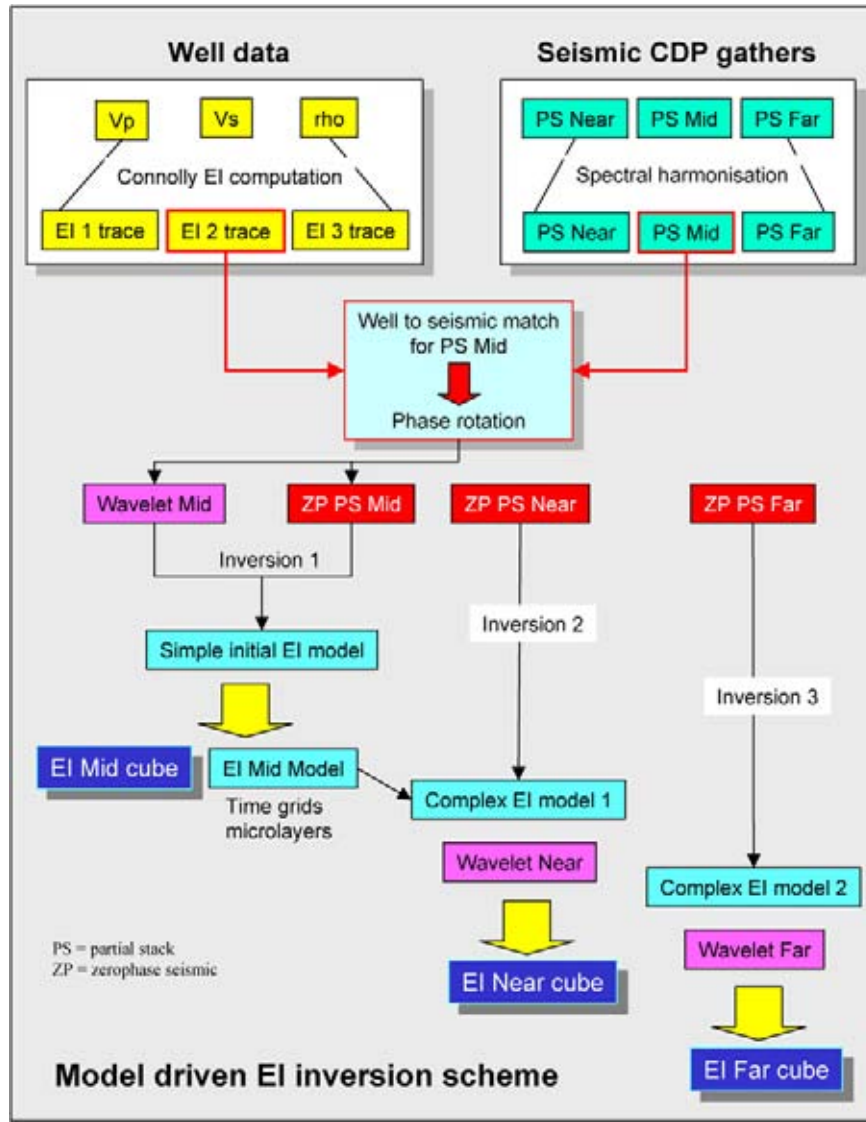 Well data
Seismic CDP gathers
Vp
Vs
rho
Connolly EI computation
EI 1 trace
EI 2 trace
EI 3 trace
PS Near
PS Mid
PS Far
Spectral harmonisation
PS Near
PS Mid
PS Far
Well to seismic match
for PS Mid
Phase rotation
Wavelet Mid
ZP PS Mid
ZP PS Near
ZP PS Far
Inversion 1
Inversion 2
Simple initial EI model
Inversion 3
EI Mid cube
EI Mid Model
Time grids
microlayers
Complex EI model 1
Wavelet Near
Complex EI model 2
PS = partial stack
ZP = zerophase seismic
Wavelet Far
EI Near cube
Model driven EI inversion scheme
EI Far cube